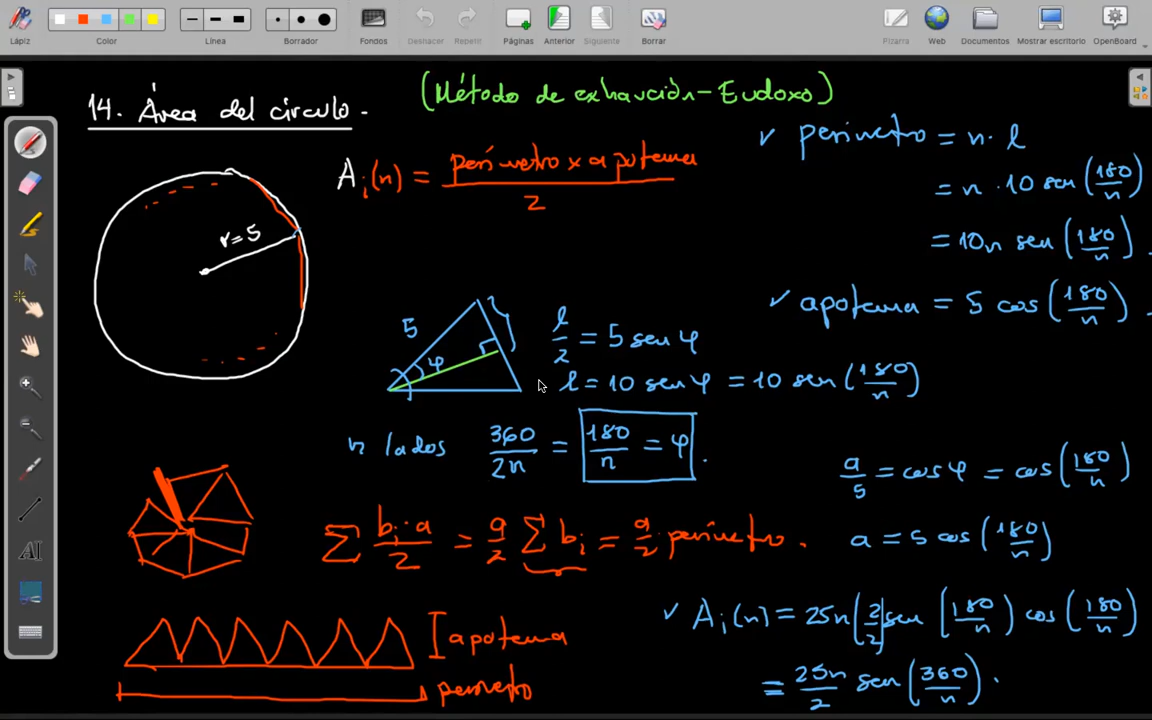 Lápiz
Color
Línea
Borrador
Fondos
Deshacer
Repetir
Páginas
Anterior
Siguiente
Borrar
Pizarra
Web
Documentos
Mostrar escritorio
OpenBoard
14. Área del círculo.
(Método de exhaución - Eudoxo)
r=5
A_i(n) = perímetro x apotema / 2
✓ perímetro = n · l
= n · 10 sen (180/n)
= 10n sen (180/n).
✓ apotema = 5 cos (180/n).
5
φ
l/2
l/2 = 5 sen φ
l = 10 sen φ = 10 sen (180/n)
n lados 360/2n = 180/n = φ.
a/5 = cos φ = cos (180/n)
a = 5 cos (180/n)
∑ b_i · a / 2 = a/2 ∑ b_i = a/2 perímetro.
✓ A_i(n) = 25n (2/2) sen (180/n) cos (180/n)
= 25n/2 sen (360/n).
apotema
perímetro
AI